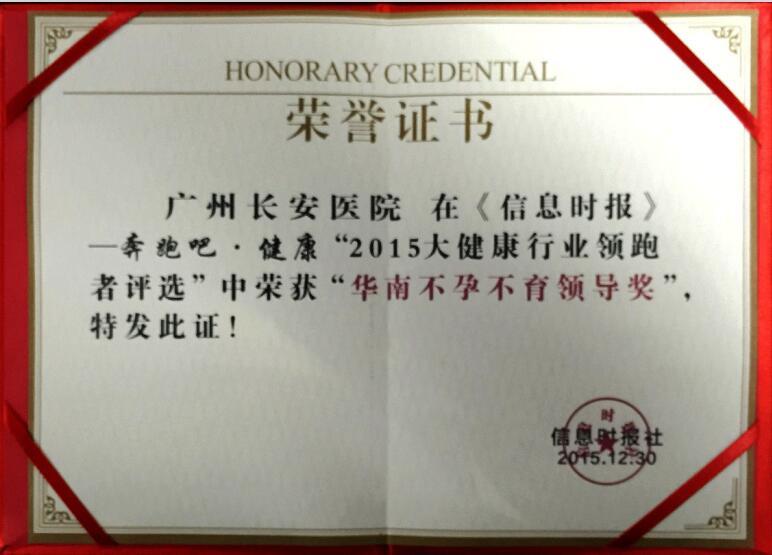 HONORARY CREDENTIAL
荣誉证书
广州长安医院 在《信息时报》
—奔跑吧·健康“2015大健康行业领跑
者评选”中荣获“华南不孕不育领导奖”,
特发此证!
时
信息时报社
2015.12.30